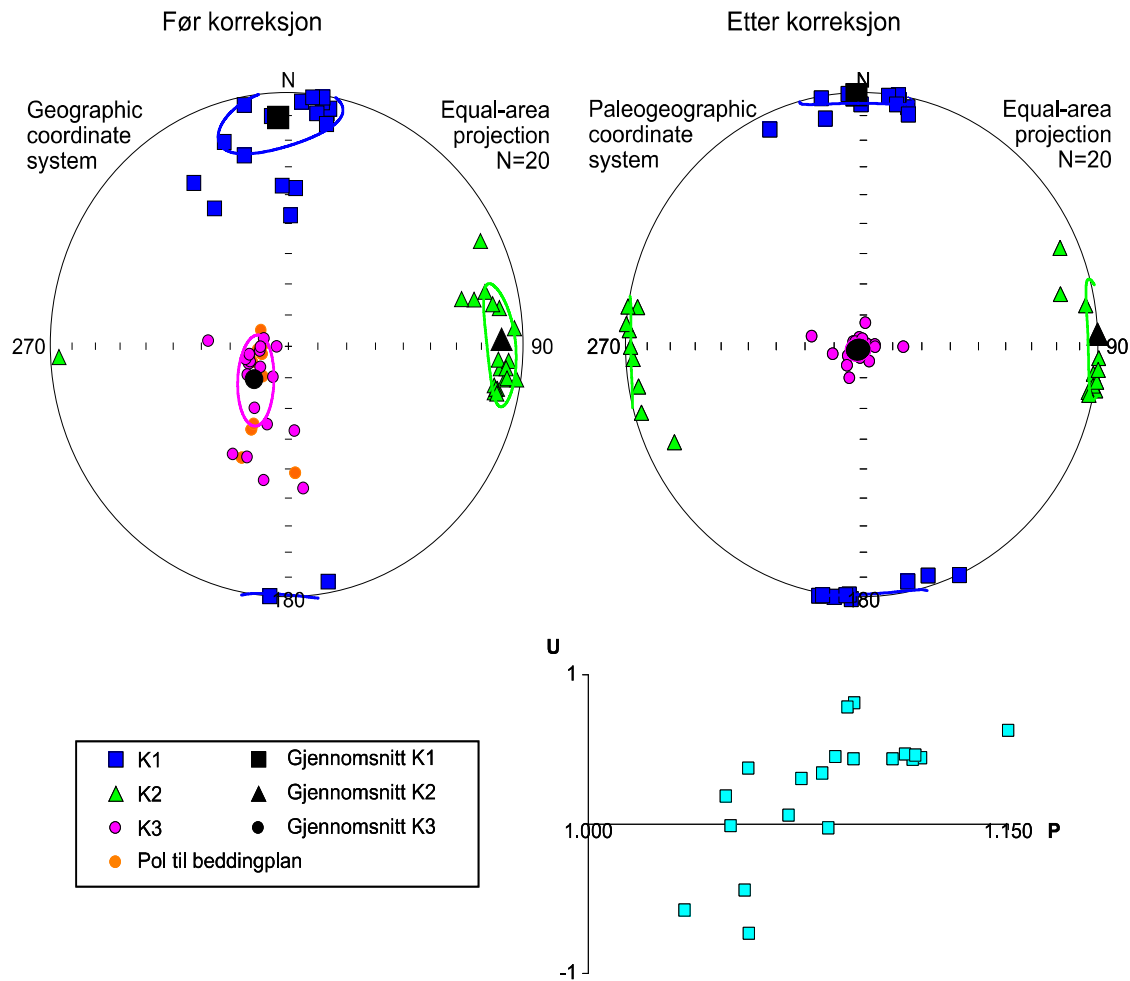 Før korreksjon
Etter korreksjon
N
Geographic
coordinate
system
Equal-area
projection
N=20
270
90
180
N
Paleogeographic
coordinate
system
Equal-area
projection
N=20
270
90
180
U
1
1.000
1.150
P
-1
K1
Gjennomsnitt K1
K2
Gjennomsnitt K2
K3
Gjennomsnitt K3
Pol til beddingplan